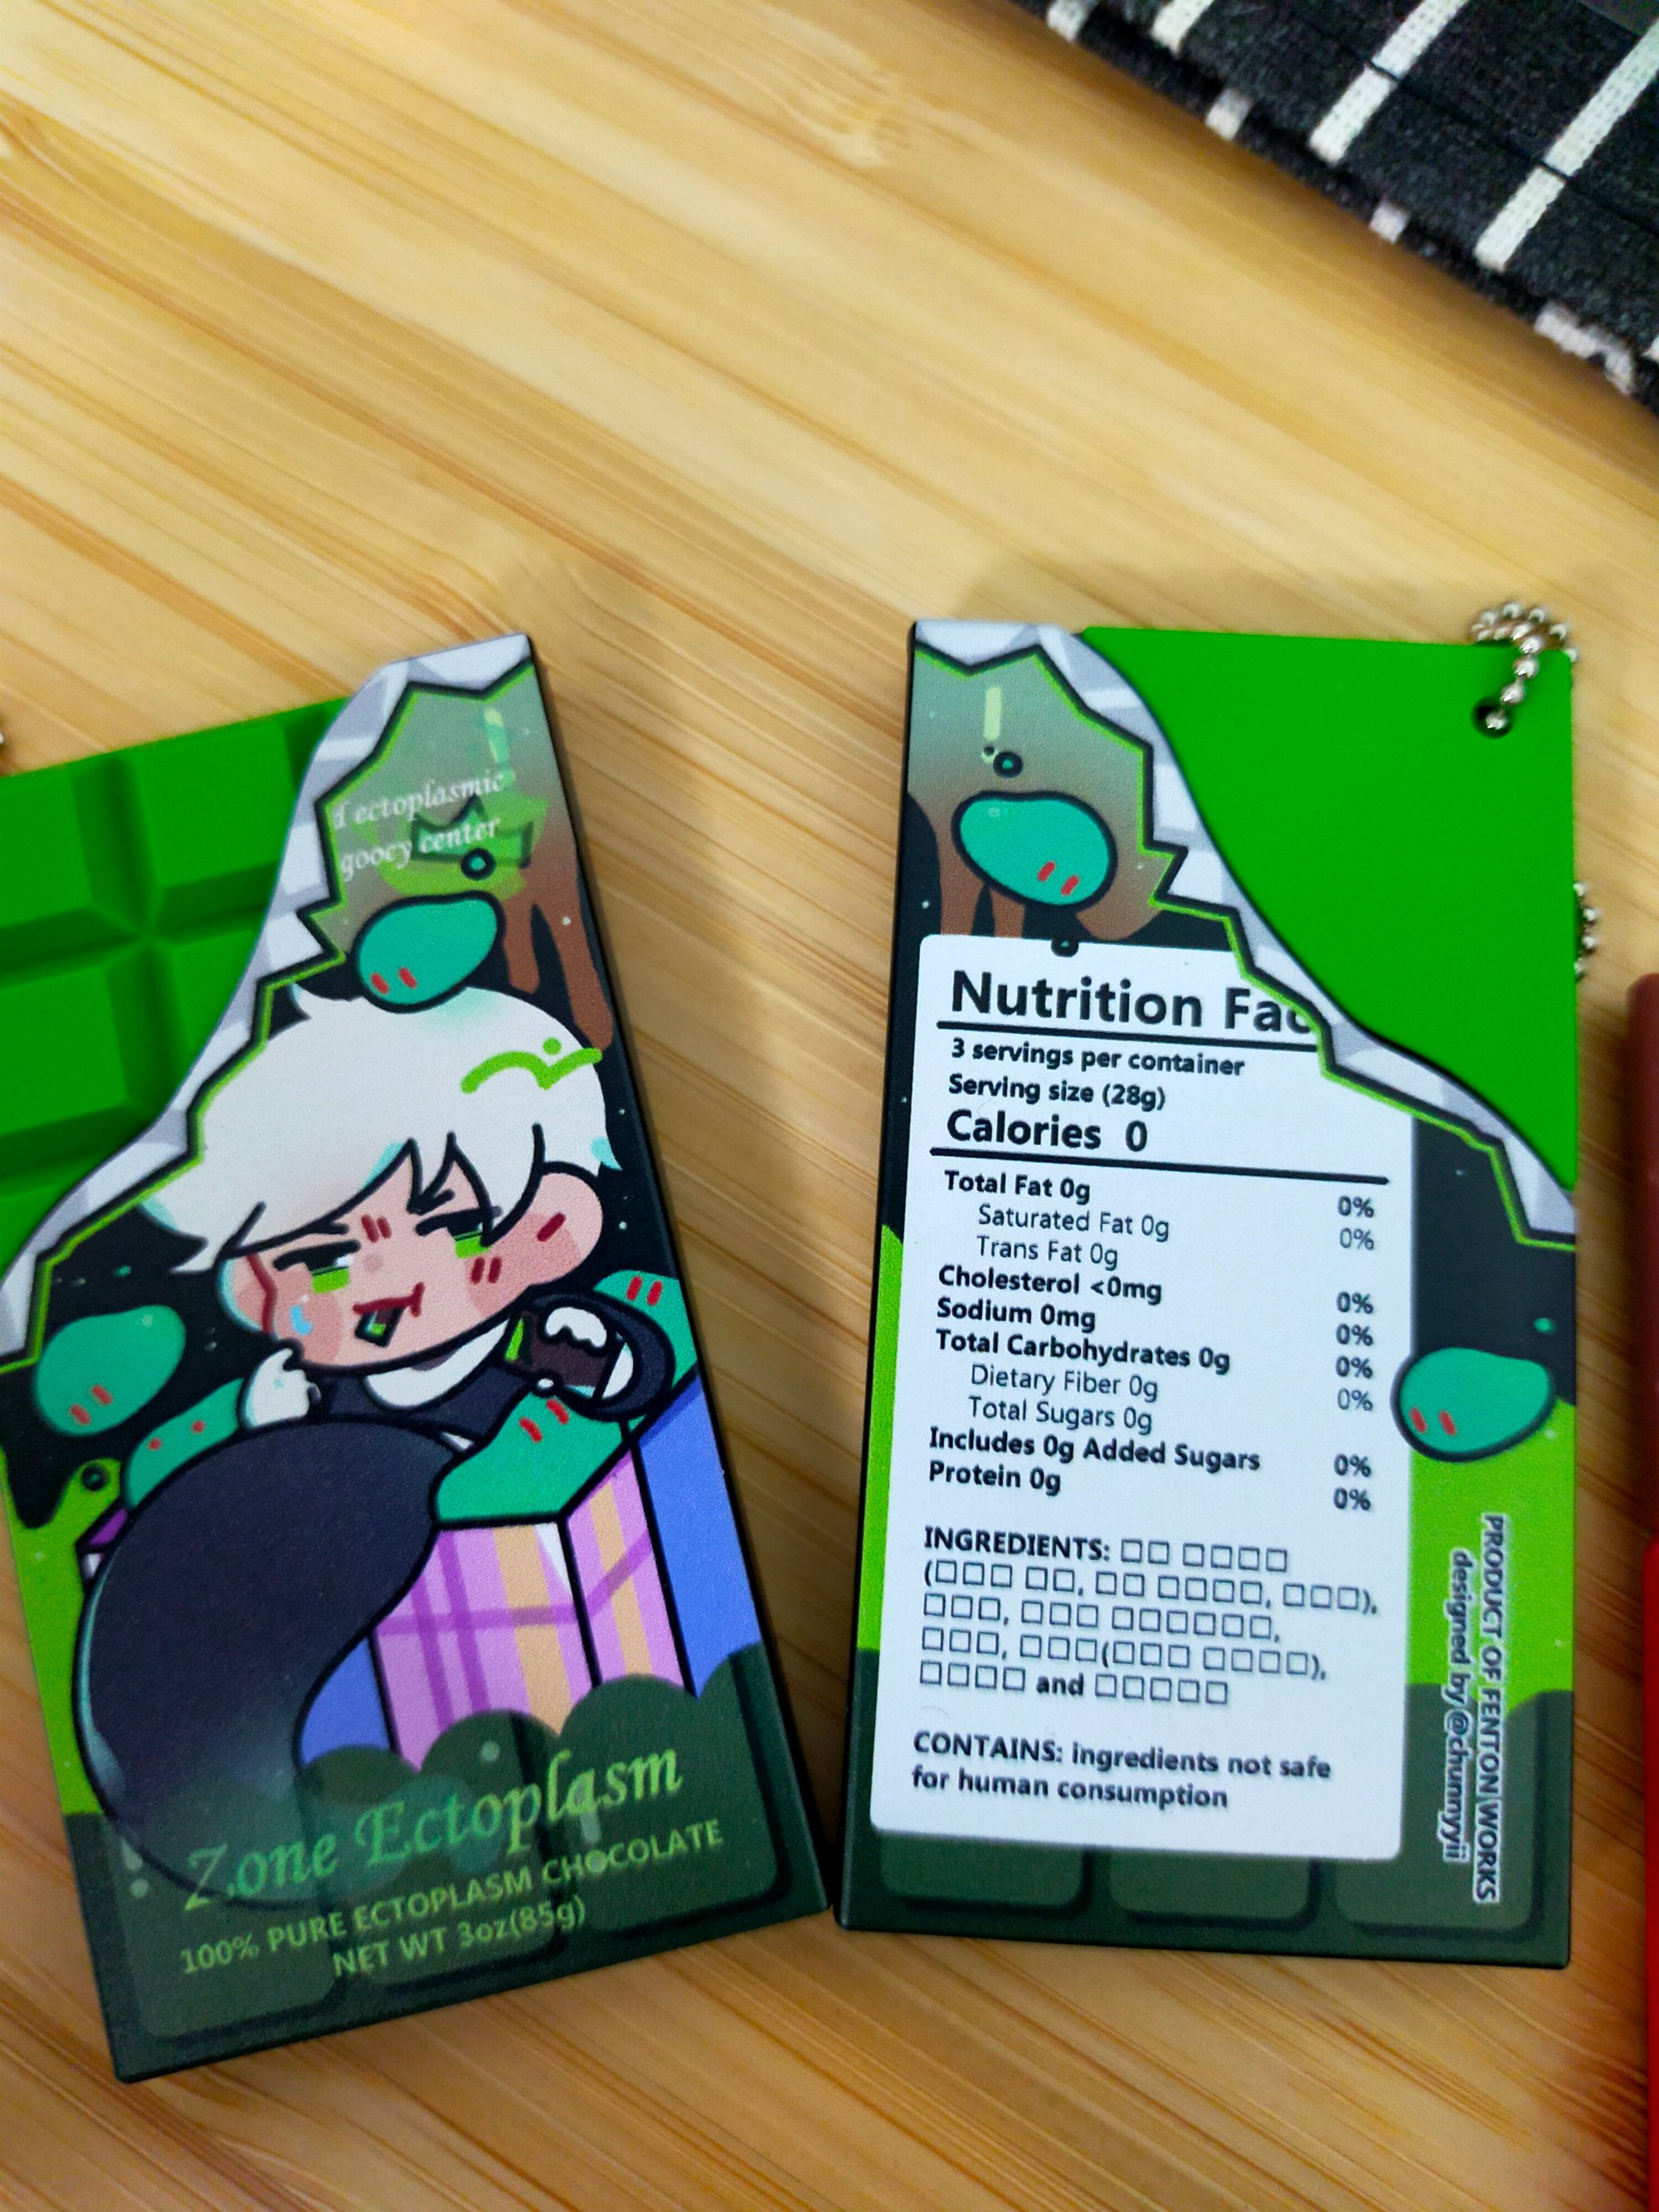 d ectoplasmic
gooey center
Zone Ectoplasm
100% PURE ECTOPLASM CHOCOLATE
NET WT 3oz(85g)
Nutrition Fac
3 servings per container
Serving size (28g)
Calories 0
Total Fat 0g 0%
Saturated Fat 0g 0%
Trans Fat 0g
Cholesterol <0mg 0%
Sodium 0mg 0%
Total Carbohydrates 0g 0%
Dietary Fiber 0g 0%
Total Sugars 0g
Includes 0g Added Sugars 0%
Protein 0g 0%
INGREDIENTS: □□ □□□□
(□□□ □□, □□ □□□□, □□□),
□□□, □□□ □□□□□□,
□□□, □□□(□□□ □□□□),
□□□□ and □□□□□
CONTAINS: ingredients not safe
for human consumption
PRODUCT OF FENTON WORKS
designed by @chumyyii